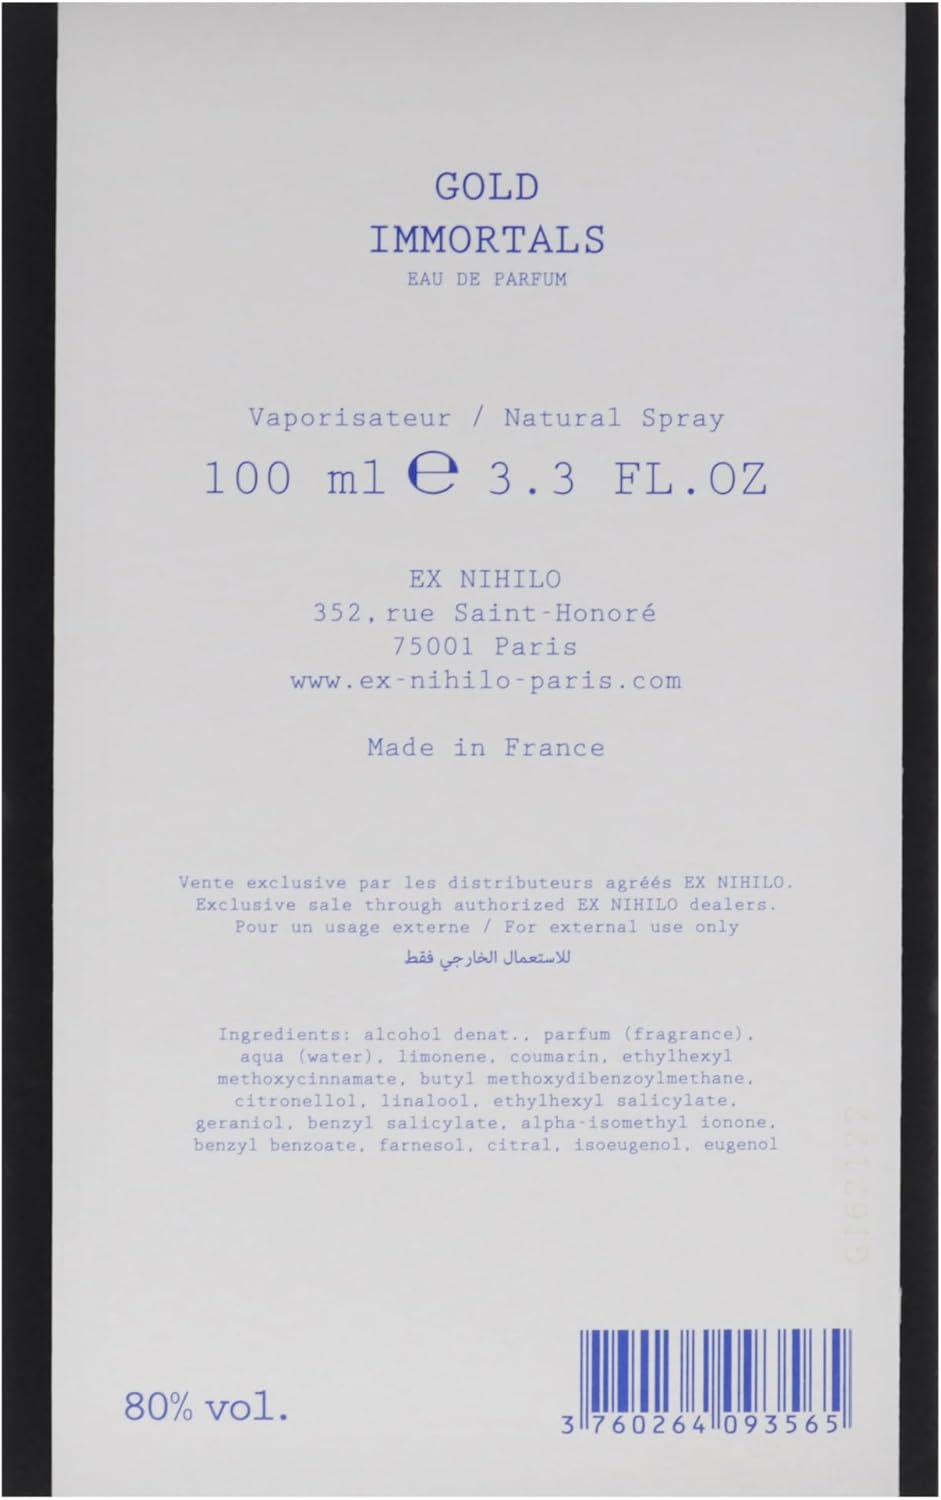 GOLD
IMMORTALS
EAU DE PARFUM
Vaporisateur / Natural Spray
100 ml ℮ 3.3 FL.OZ
EX NIHILO
352, rue Saint-Honoré
75001 Paris
www.ex-nihilo-paris.com
Made in France
Vente exclusive par les distributeurs agréés EX NIHILO.
Exclusive sale through authorized EX NIHILO dealers.
Pour un usage externe / For external use only
للاستعمال الخارجي فقط
Ingredients: alcohol denat., parfum (fragrance),
aqua (water), limonene, coumarin, ethylhexyl
methoxycinnamate, butyl methoxydibenzoylmethane,
citronellol, linalool, ethylhexyl salicylate,
geraniol, benzyl salicylate, alpha-isomethyl ionone,
benzyl benzoate, farnesol, citral, isoeugenol, eugenol
80% vol.
3 760264 093565